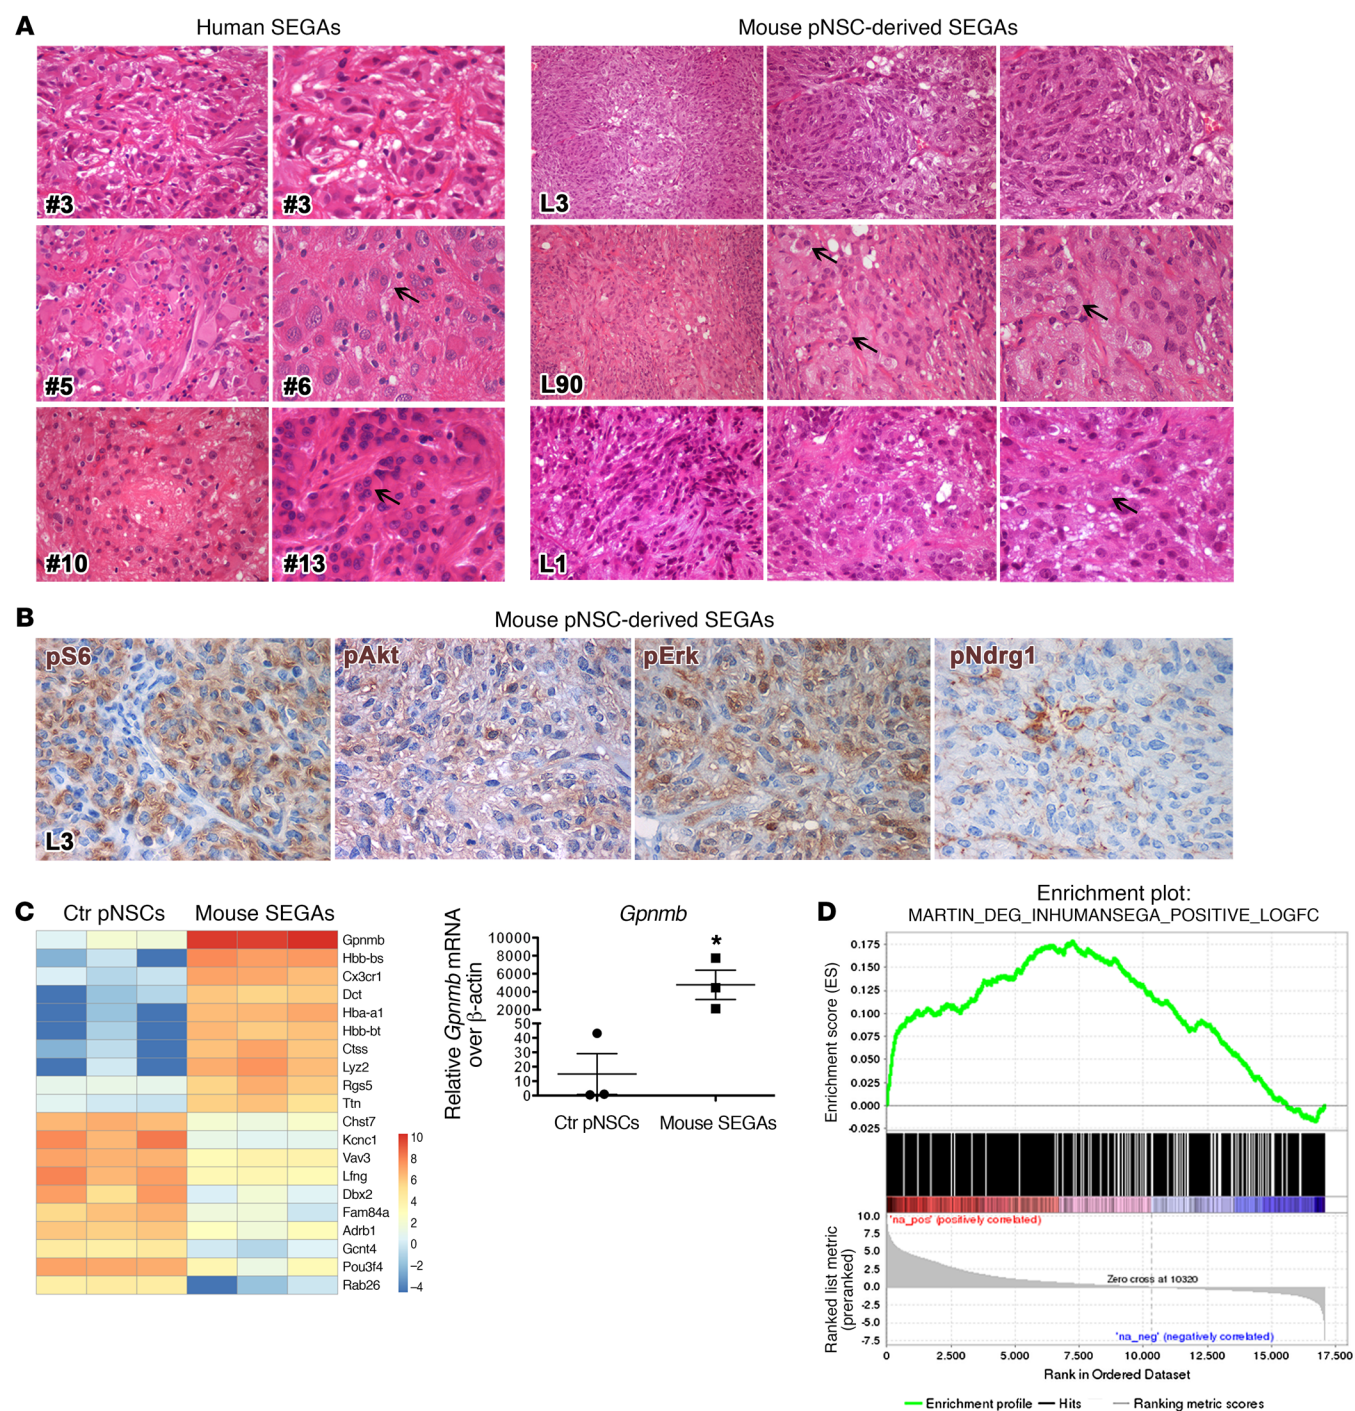 A
Human SEGAs
Mouse pNSC-derived SEGAs
#3
#3
L3
#5
#6
L90
#10
#13
L1
B
Mouse pNSC-derived SEGAs
pS6
pAkt
pErk
pNdrg1
L3
C
Ctr pNSCs
Mouse SEGAs
Gpnmb
Hbb-bs
Cx3cr1
Dct
Hba-a1
Hbb-bt
Ctss
Lyz2
Rgs5
Ttn
Chst7
Kcnc1
Vav3
Lfng
Dbx2
Fam84a
Adrb1
Gcnt4
Pou3f4
Rab26
10
8
6
4
2
0
−2
−4
Gpnmb
Relative Gpnmb mRNA
over β-actin
10000
8000
6000
4000
2000
50
40
30
20
10
0
*
Ctr pNSCs
Mouse SEGAs
D
Enrichment plot:
MARTIN_DEG_INHUMANSEGA_POSITIVE_LOGFC
Enrichment score (ES)
0.175
0.150
0.125
0.100
0.075
0.050
0.025
0.000
-0.025
Ranked list metric
(preranked)
10.0
7.5
5.0
2.5
0.0
-2.5
-5.0
-7.5
'na_pos' (positively correlated)
Zero cross at 10320
'na_neg' (negatively correlated)
0
2.500
5.000
7.500
10.000
12.500
15.000
17.500
Rank in Ordered Dataset
Enrichment profile
Hits
Ranking metric scores